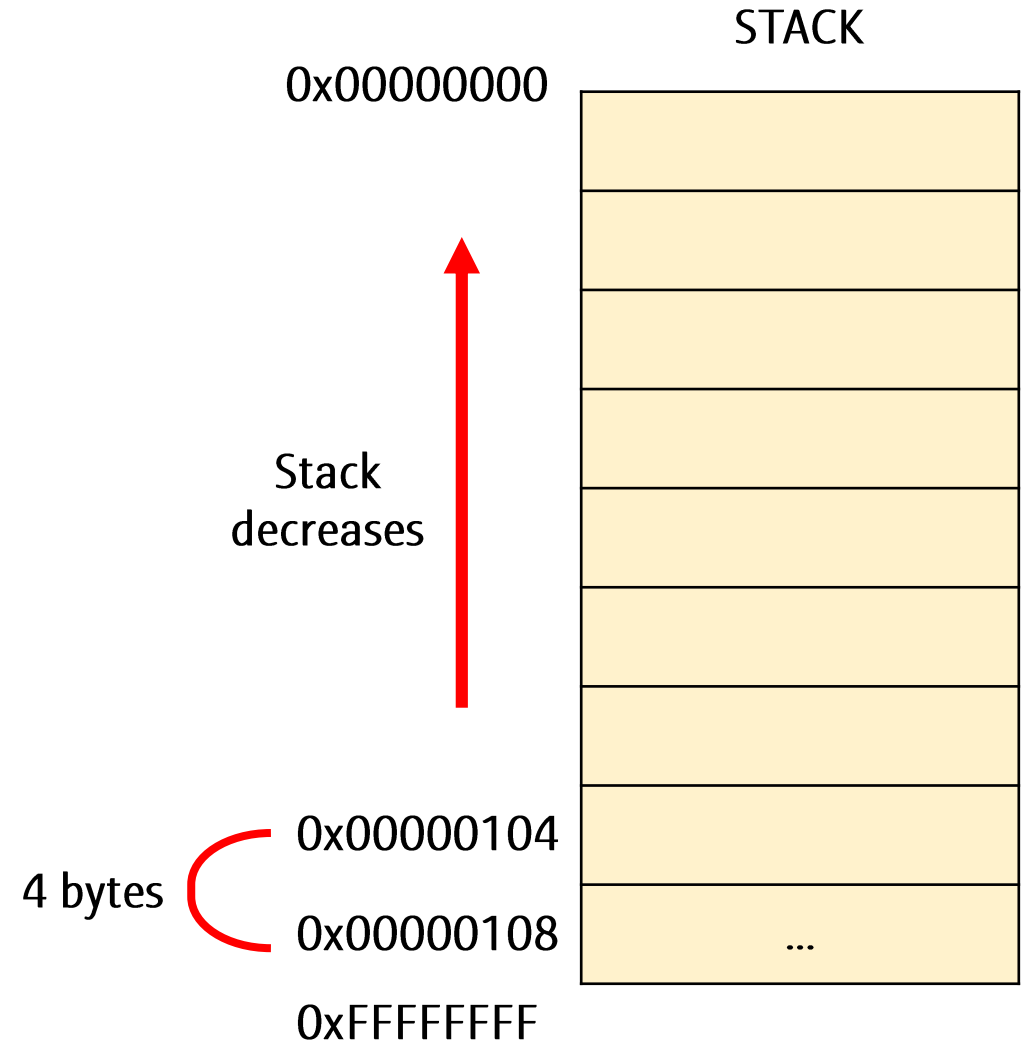 STACK
0x00000000
Stack
decreases
0x00000104
4 bytes
0x00000108
...
0xFFFFFFFF